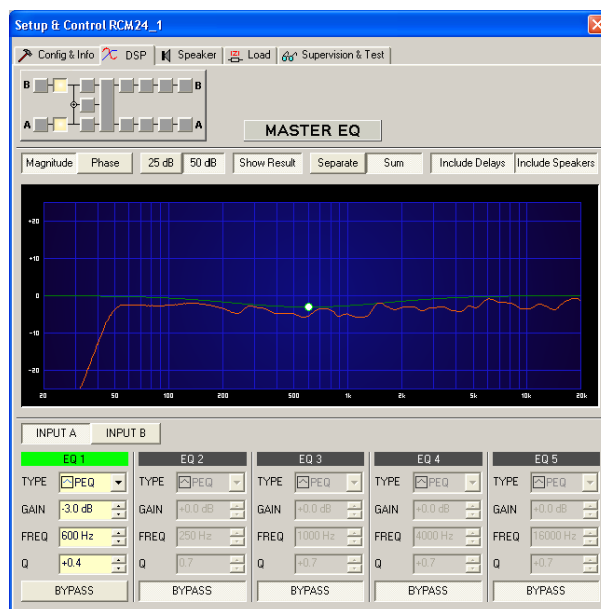 Setup & Control RCM24_1
Config & Info DSP Speaker Load Supervision & Test
B B
A A
MASTER EQ
Magnitude Phase 25 dB 50 dB Show Result Separate Sum Include Delays Include Speakers
+20
+10
0
-10
-20
20 50 100 200 500 1k 2k 5k 10k 20k
INPUT A INPUT B
EQ 1 EQ 2 EQ 3 EQ 4 EQ 5
TYPE PEQ TYPE PEQ TYPE PEQ TYPE PEQ TYPE PEQ
GAIN -3.0 dB GAIN +0.0 dB GAIN +0.0 dB GAIN +0.0 dB GAIN +0.0 dB
FREQ 600 Hz FREQ 250 Hz FREQ 1000 Hz FREQ 4000 Hz FREQ 16000 Hz
Q +0.4 Q 0.7 Q 0.7 Q 0.7 Q 0.7
BYPASS BYPASS BYPASS BYPASS BYPASS